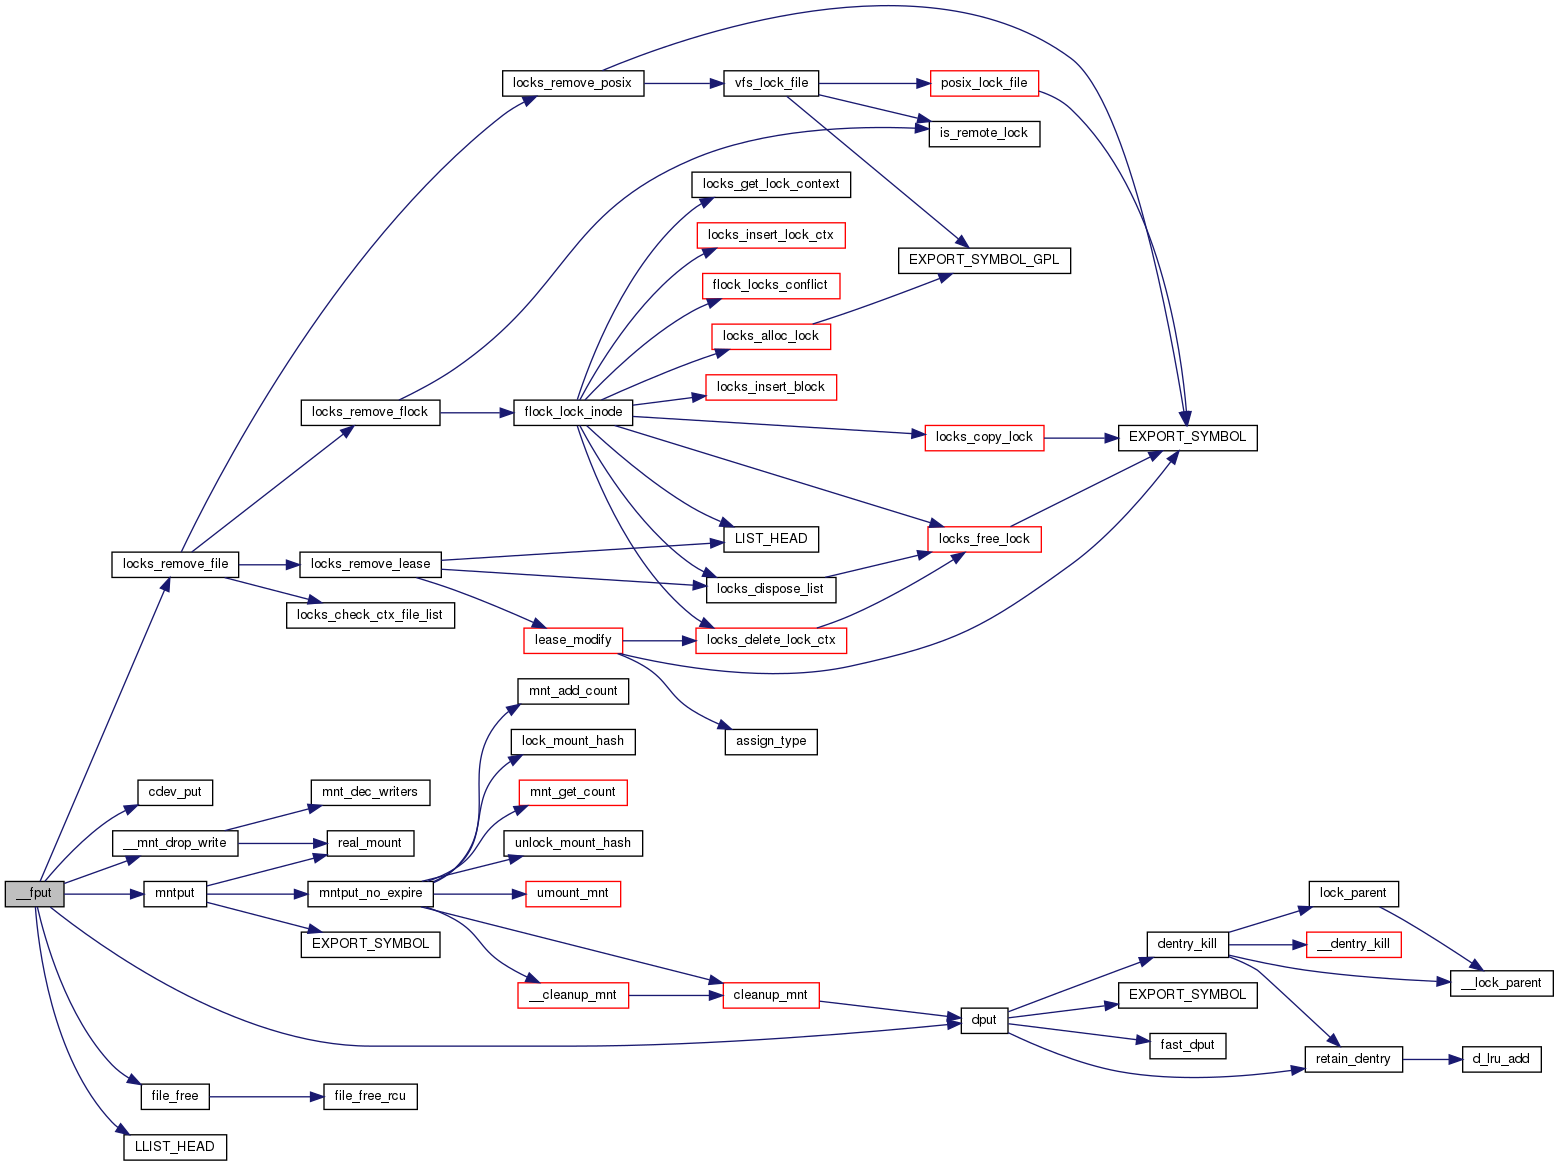 locks_remove_posix
vfs_lock_file
posix_lock_file
is_remote_lock
locks_get_lock_context
locks_insert_lock_ctx
EXPORT_SYMBOL_GPL
flock_locks_conflict
locks_alloc_lock
locks_insert_block
locks_remove_flock
flock_lock_inode
locks_copy_lock
EXPORT_SYMBOL
LIST_HEAD
locks_free_lock
locks_remove_file
locks_remove_lease
locks_dispose_list
locks_check_ctx_file_list
lease_modify
locks_delete_lock_ctx
mnt_add_count
lock_mount_hash
assign_type
cdev_put
mnt_dec_writers
mnt_get_count
__mnt_drop_write
real_mount
unlock_mount_hash
__fput
mntput
mntput_no_expire
umount_mnt
lock_parent
EXPORT_SYMBOL
dentry_kill
__dentry_kill
__lock_parent
__cleanup_mnt
cleanup_mnt
EXPORT_SYMBOL
dput
fast_dput
retain_dentry
d_lru_add
file_free
file_free_rcu
LLIST_HEAD